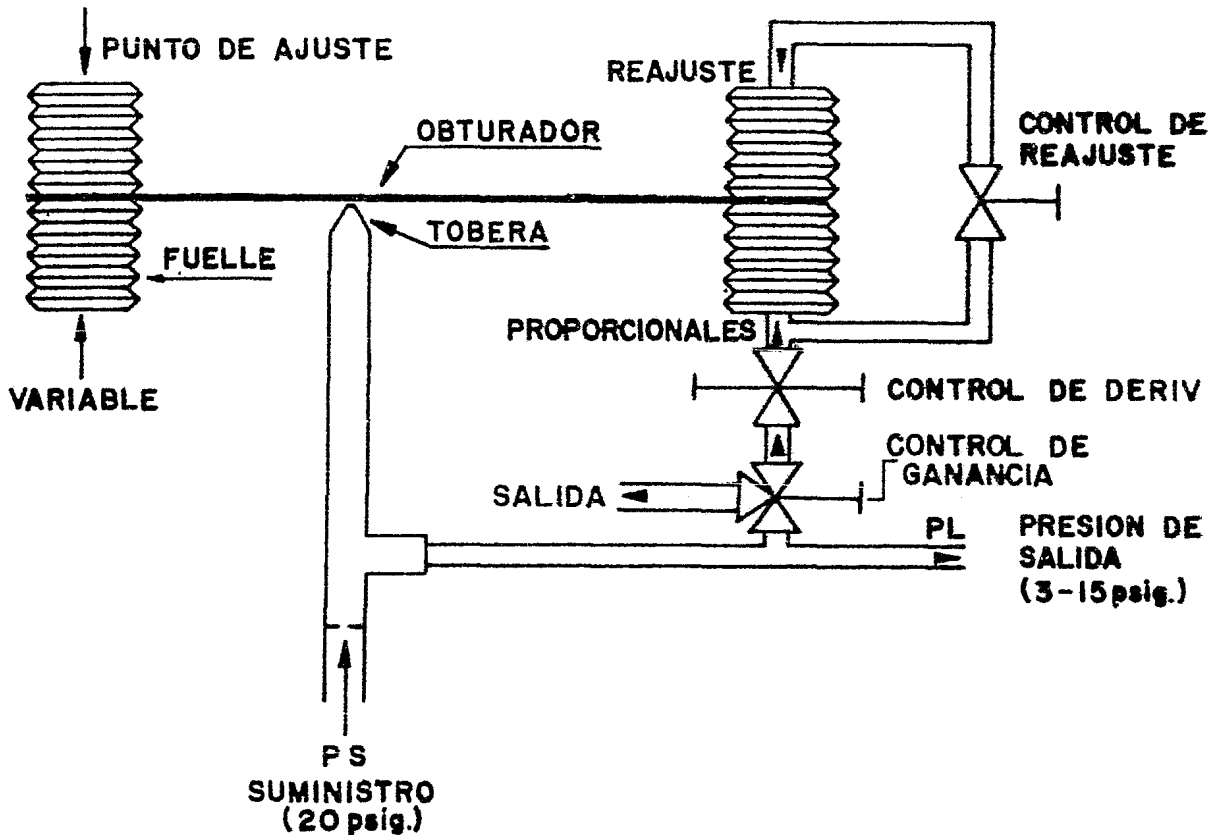 PUNTO DE AJUSTE
REAJUSTE
OBTURADOR
CONTROL DE
REAJUSTE
TOBERA
FUELLE
PROPORCIONALES
VARIABLE
CONTROL DE DERIV
CONTROL DE
GANANCIA
SALIDA
PL
PRESION DE
SALIDA
(3-15 psig.)
PS
SUMINISTRO
(20 psig.)